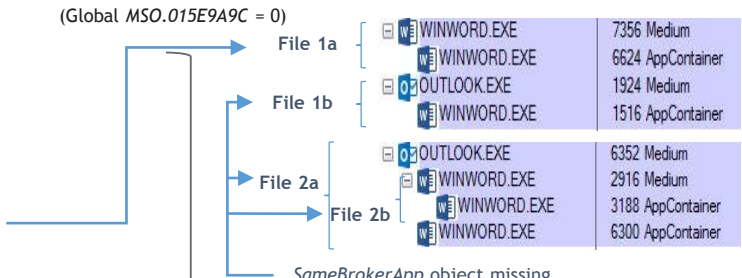 (Global MSO.015E9A9C = 0)
File 1a
WINWORD.EXE 7356 Medium
WINWORD.EXE 6624 AppContainer
File 1b
OUTLOOK.EXE 1924 Medium
WINWORD.EXE 1516 AppContainer
OUTLOOK.EXE 6352 Medium
File 2a
WINWORD.EXE 2916 Medium
File 2b
WINWORD.EXE 3188 AppContainer
WINWORD.EXE 6300 AppContainer
SameBrokerApp object missing